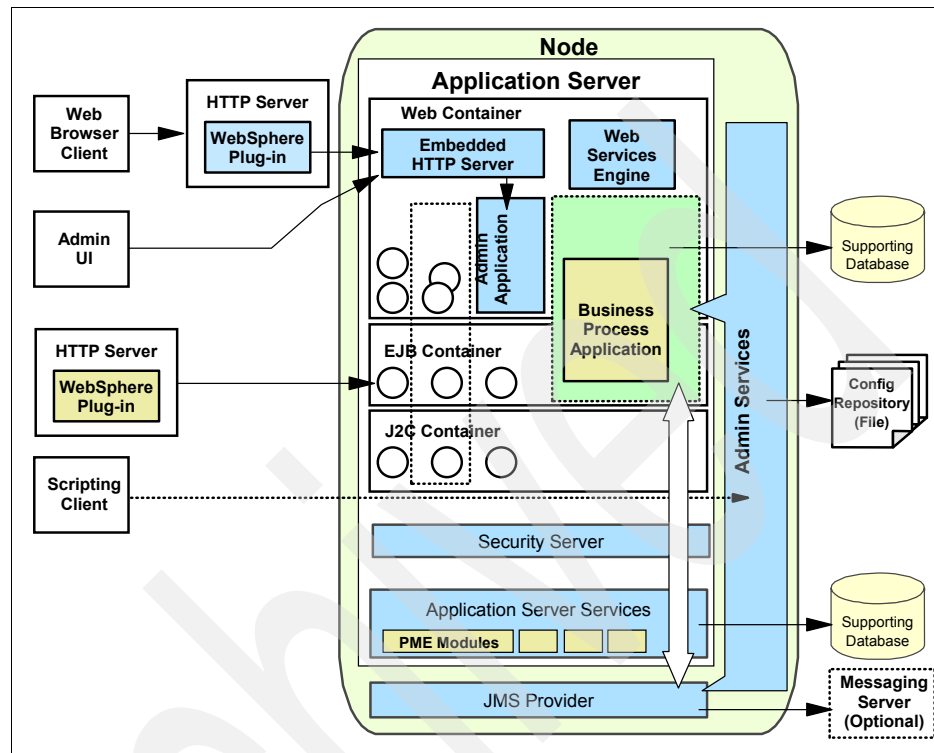 Node
Application Server
HTTP Server
WebSphere
Plug-in
Web
Browser
Client
Web Container
Embedded
HTTP Server
Web
Services
Engine
Admin
UI
Admin
Application
Supporting
Database
Business
Process
Application
HTTP Server
WebSphere
Plug-in
EJB Container
Admin Services
Config
Repository
(File)
J2C Container
Scripting
Client
Security Server
Application Server Services
PME Modules
Supporting
Database
JMS Provider
Messaging
Server
(Optional)